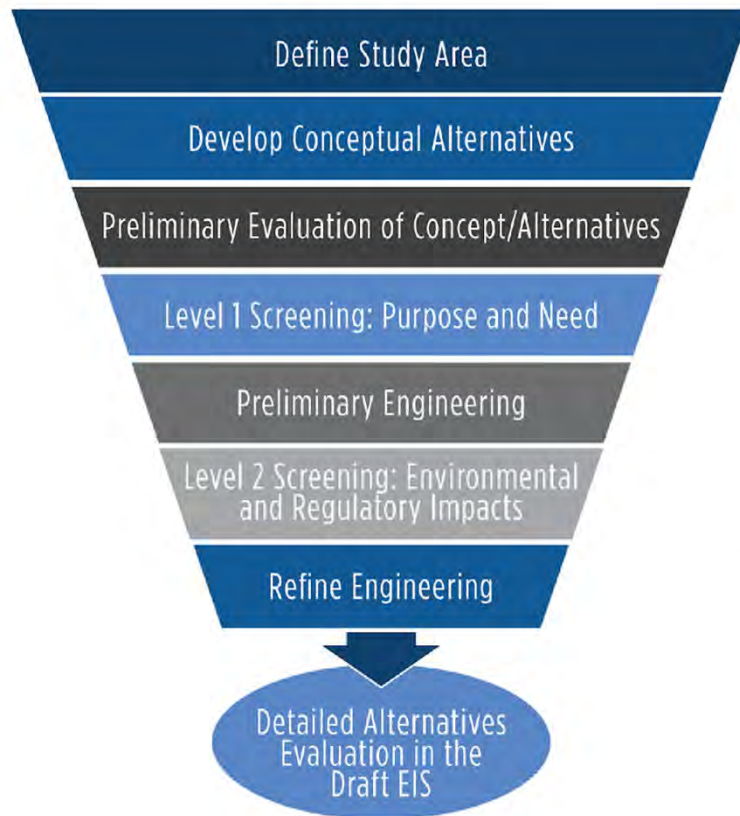 Define Study Area
Develop Conceptual Alternatives
Preliminary Evaluation of Concept/Alternatives
Level 1 Screening: Purpose and Need
Preliminary Engineering
Level 2 Screening: Environmental
and Regulatory Impacts
Refine Engineering
Detailed Alternatives
Evaluation in the
Draft EIS